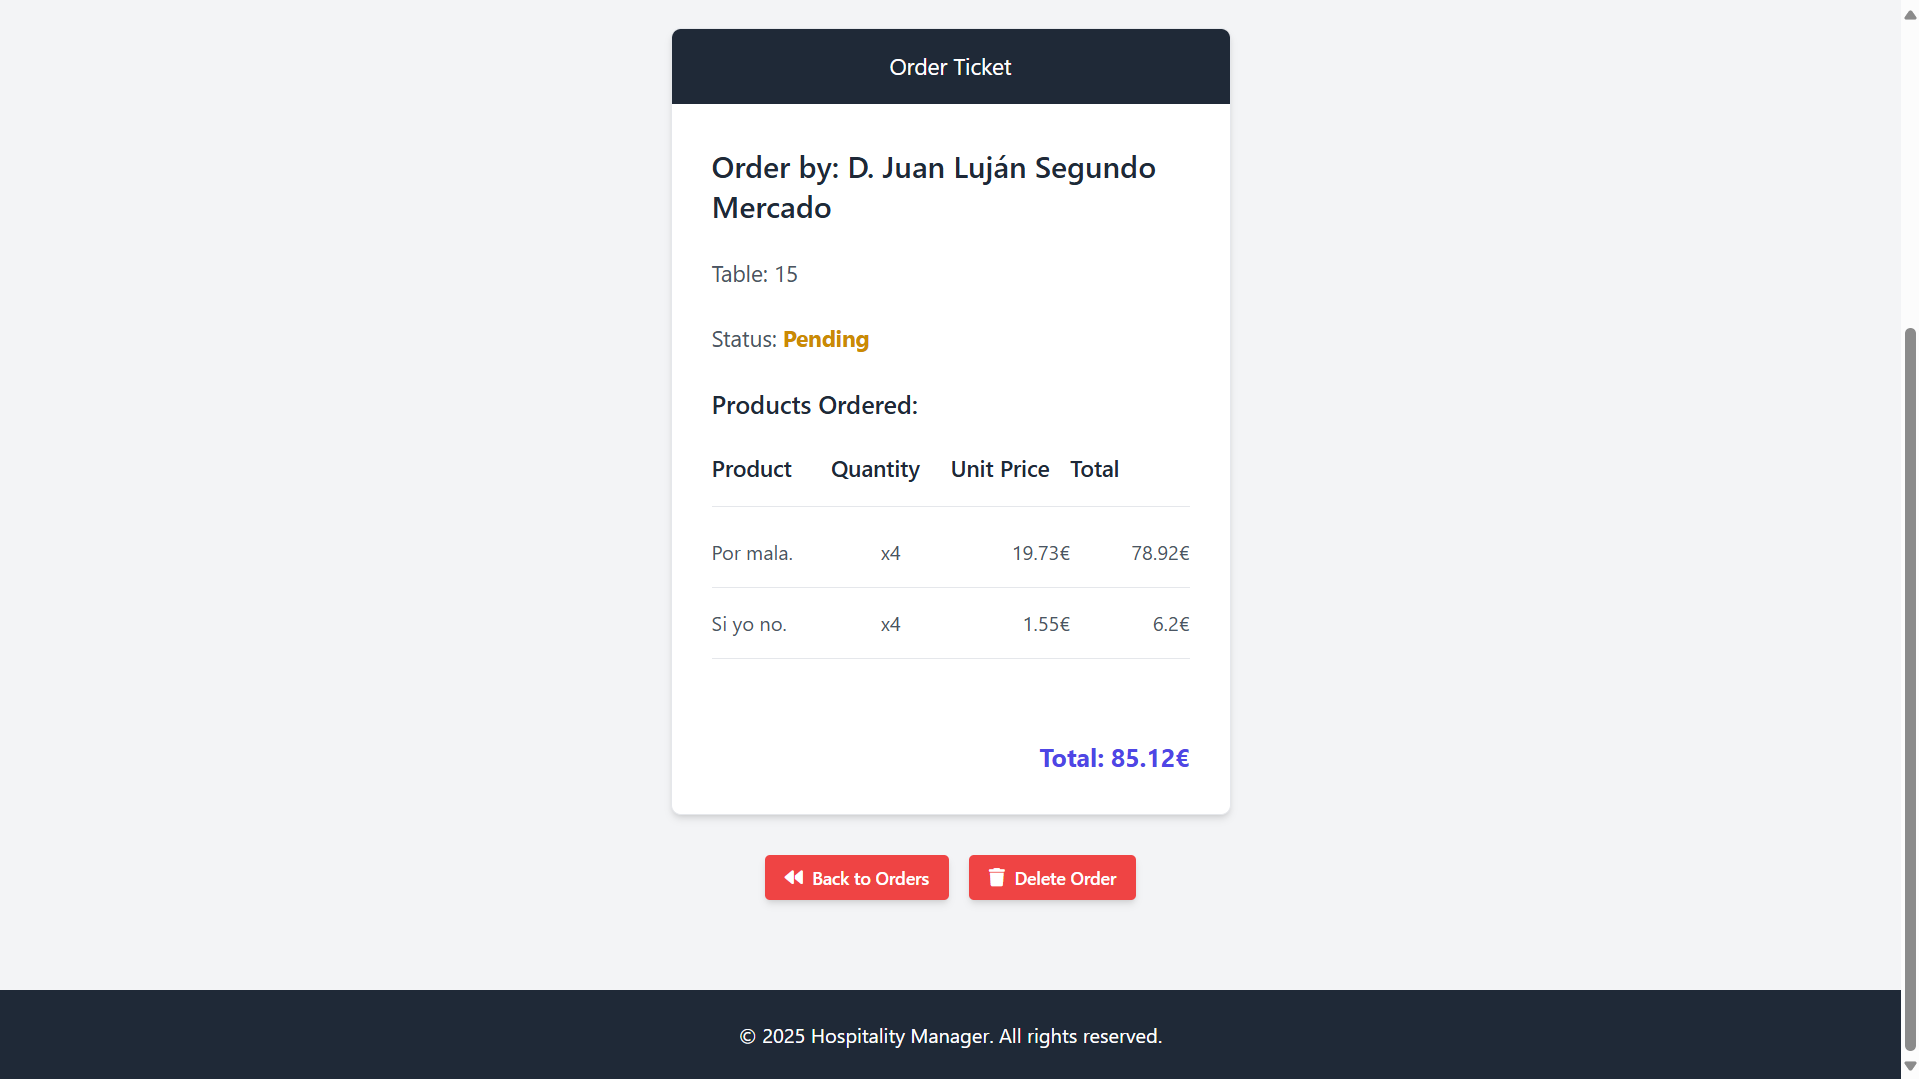 Order Ticket
Order by: D. Juan Luján Segundo
Mercado
Table: 15
Status: Pending
Products Ordered:
Product Quantity Unit Price Total
Por mala. x4 19.73€ 78.92€
Si yo no. x4 1.55€ 6.2€
Total: 85.12€
Back to Orders Delete Order
© 2025 Hospitality Manager. All rights reserved.